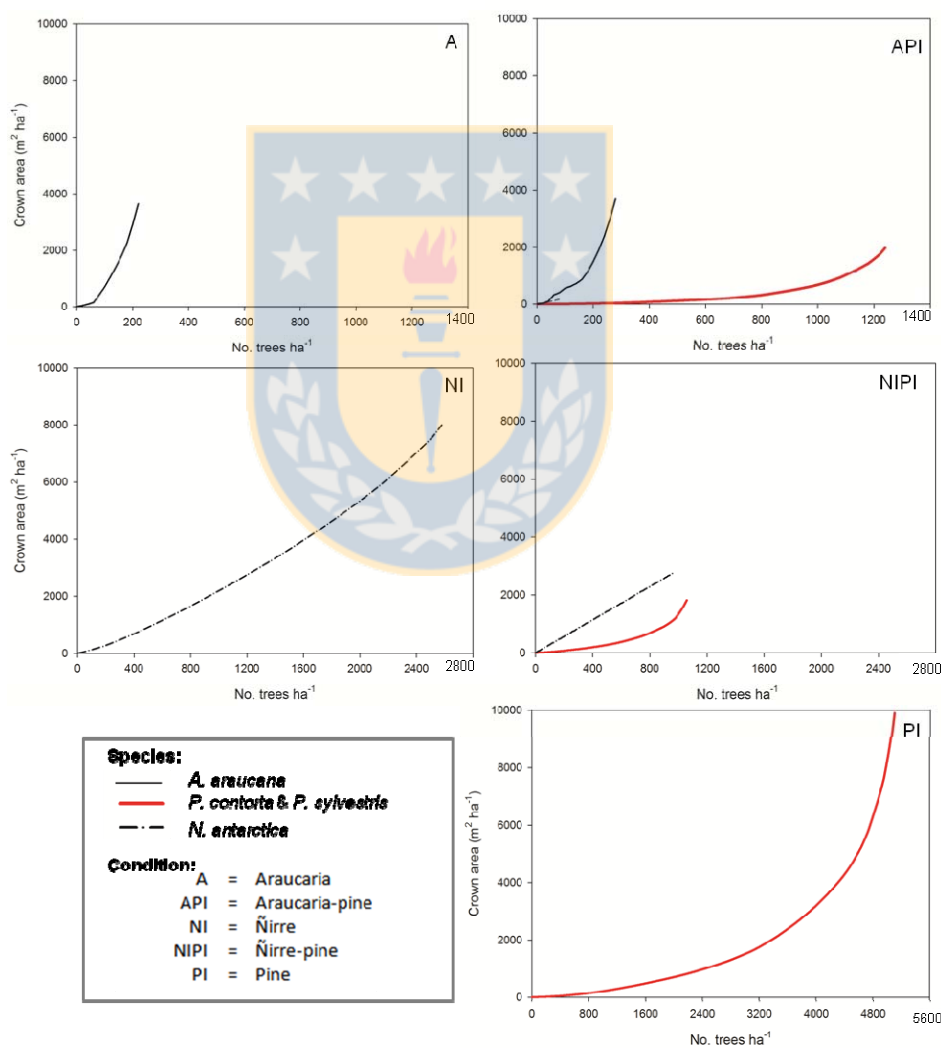 A
Crown area (m² ha⁻¹)
10000
8000
6000
4000
2000
0
0 200 400 600 800 1000 1200 1400
No. trees ha⁻¹
API
10000
8000
6000
4000
2000
0
0 200 400 600 800 1000 1200 1400
No. trees ha⁻¹
NI
Crown area (m² ha⁻¹)
10000
8000
6000
4000
2000
0
0 400 800 1200 1600 2000 2400 2800
No. trees ha⁻¹
NIPI
10000
8000
6000
4000
2000
0
0 400 800 1200 1600 2000 2400 2800
No. trees ha⁻¹
Species:
A. araucana
P. contorta & P. sylvestris
N. antarctica
Condition:
A = Araucaria
API = Araucaria-pine
NI = Ñirre
NIPI = Ñirre-pine
PI = Pine
PI
Crown area (m² ha⁻¹)
10000
8000
6000
4000
2000
0
0 800 1600 2400 3200 4000 4800 5600
No. trees ha⁻¹